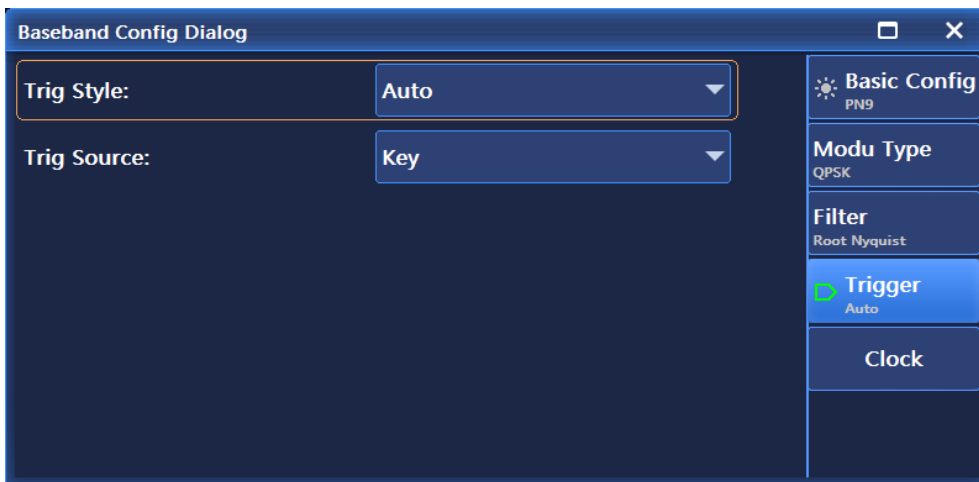 Baseband Config Dialog
Trig Style:
Auto
Trig Source:
Key
Basic Config
PN9
Modu Type
QPSK
Filter
Root Nyquist
Trigger
Auto
Clock